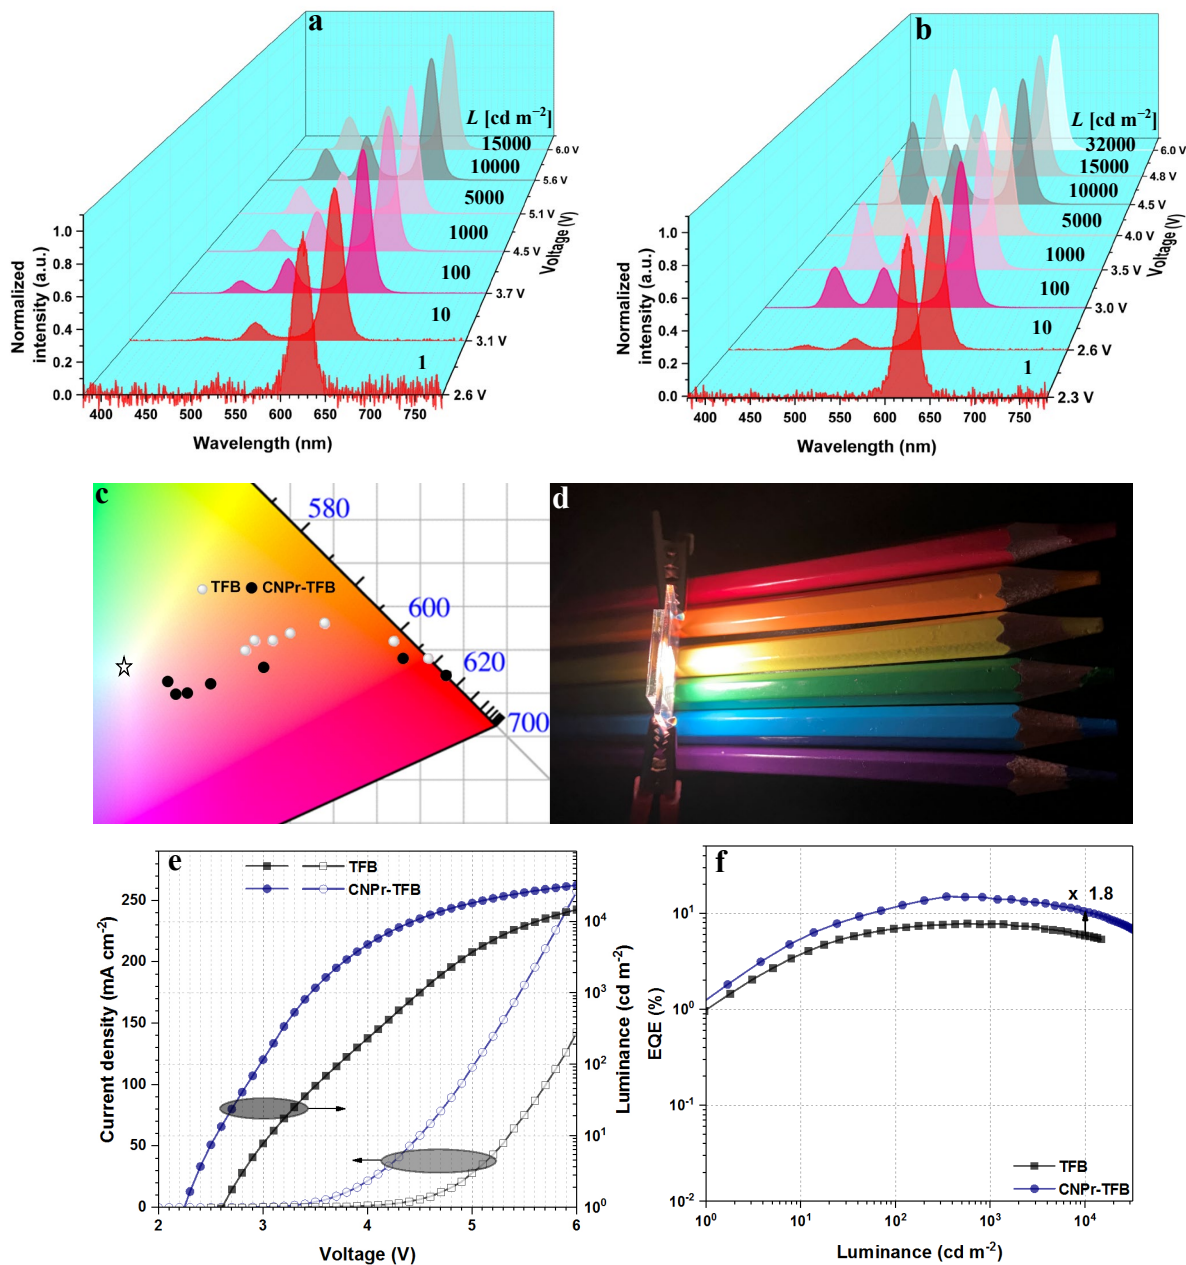 a
L [cd m−2]
15000
10000
5000
1000
100
10
1
6.0 V
5.6 V
5.1 V
4.5 V
3.7 V
3.1 V
2.6 V
Voltage (V)
Normalized
intensity (a.u.)
1.0
0.8
0.6
0.4
0.2
0.0
400 450 500 550 600 650 700 750
Wavelength (nm)
b
L [cd m−2]
32000
15000
10000
5000
1000
100
10
1
6.0 V
4.8 V
4.5 V
4.0 V
3.5 V
3.0 V
2.6 V
2.3 V
Voltage (V)
Normalized
intensity (a.u.)
1.0
0.8
0.6
0.4
0.2
0.0
400 450 500 550 600 650 700 750
Wavelength (nm)
c
580
TFB CNPr-TFB
600
620
700
d
e
TFB
CNPr-TFB
Current density (mA cm-2)
250
200
150
100
50
0
2 3 4 5 6
Voltage (V)
10⁴
10³
10²
10¹
10⁰
Luminance (cd m-2)
f
x 1.8
EQE (%)
10¹
10⁰
10-1
10-2
TFB
CNPr-TFB
10⁰ 10¹ 10² 10³ 10⁴
Luminance (cd m-2)